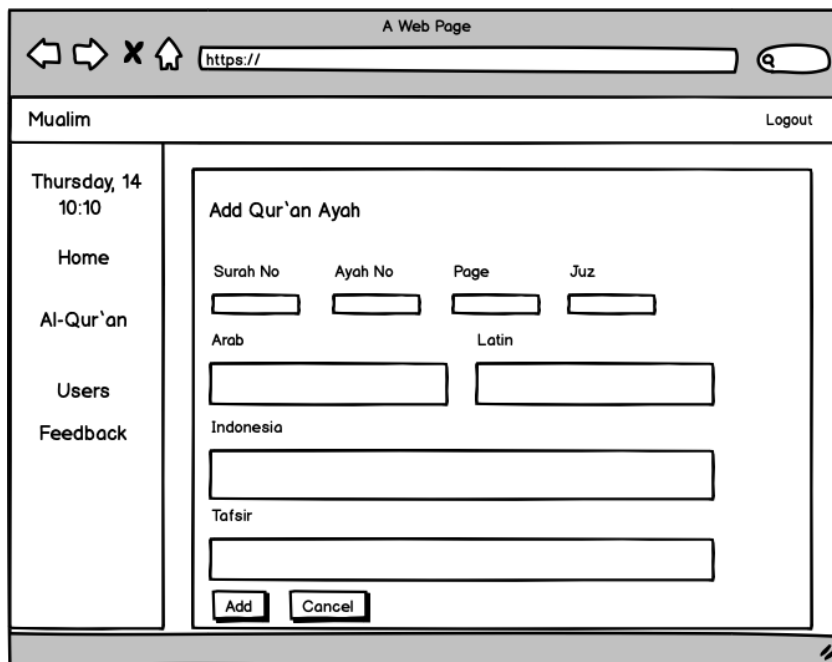 A Web Page
https://
Mualim
Logout
Thursday, 14
10:10
Home
Al-Qur`an
Users
Feedback
Add Qur`an Ayah
Surah No Ayah No Page Juz
Arab Latin
Indonesia
Tafsir
Add Cancel